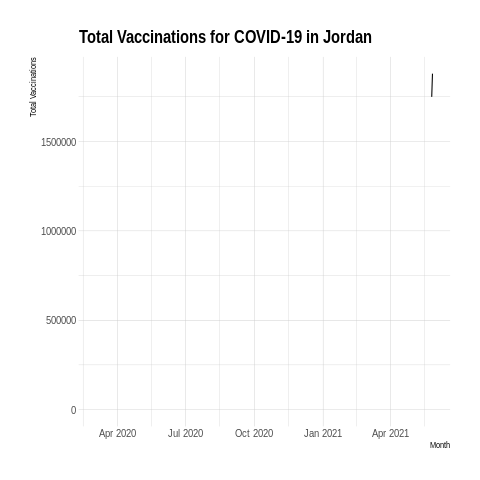 Total Vaccinations for COVID-19 in Jordan
Total Vaccinations
1500000
1000000
500000
0
Apr 2020 Jul 2020 Oct 2020 Jan 2021 Apr 2021
Month